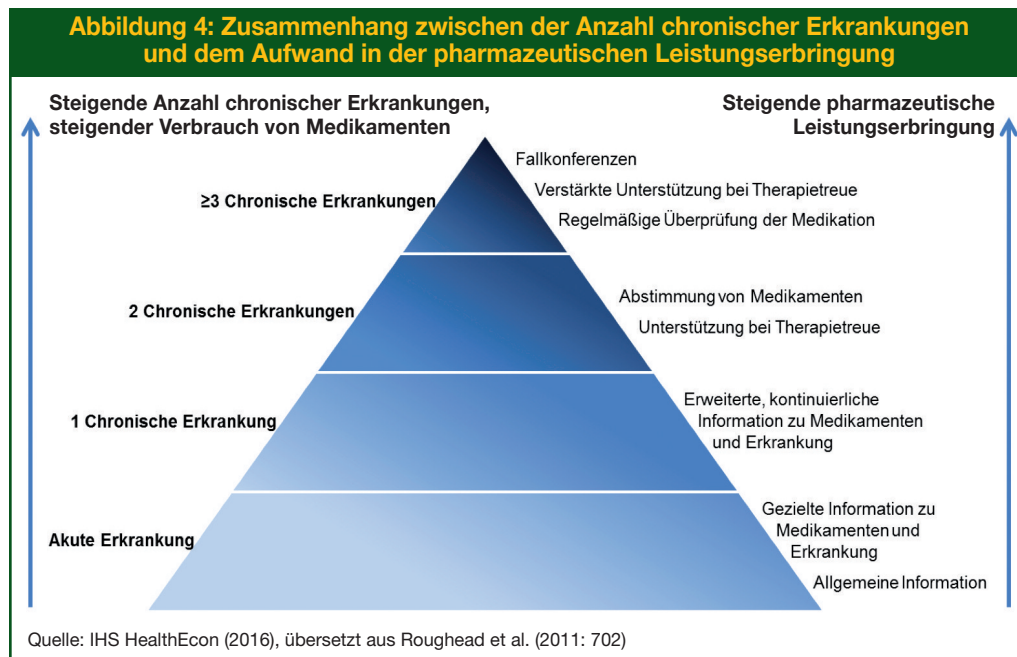 Abbildung 4: Zusammenhang zwischen der Anzahl chronischer Erkrankungen
und dem Aufwand in der pharmazeutischen Leistungserbringung
Steigende Anzahl chronischer Erkrankungen,
steigender Verbrauch von Medikamenten
Steigende pharmazeutische
Leistungserbringung
≥3 Chronische Erkrankungen
Fallkonferenzen
Verstärkte Unterstützung bei Therapietreue
Regelmäßige Überprüfung der Medikation
2 Chronische Erkrankungen
Abstimmung von Medikamenten
Unterstützung bei Therapietreue
1 Chronische Erkrankung
Erweiterte, kontinuierliche
Information zu Medikamenten
und Erkrankung
Akute Erkrankung
Gezielte Information zu
Medikamenten und
Erkrankung
Allgemeine Information
Quelle: IHS HealthEcon (2016), übersetzt aus Roughead et al. (2011: 702)